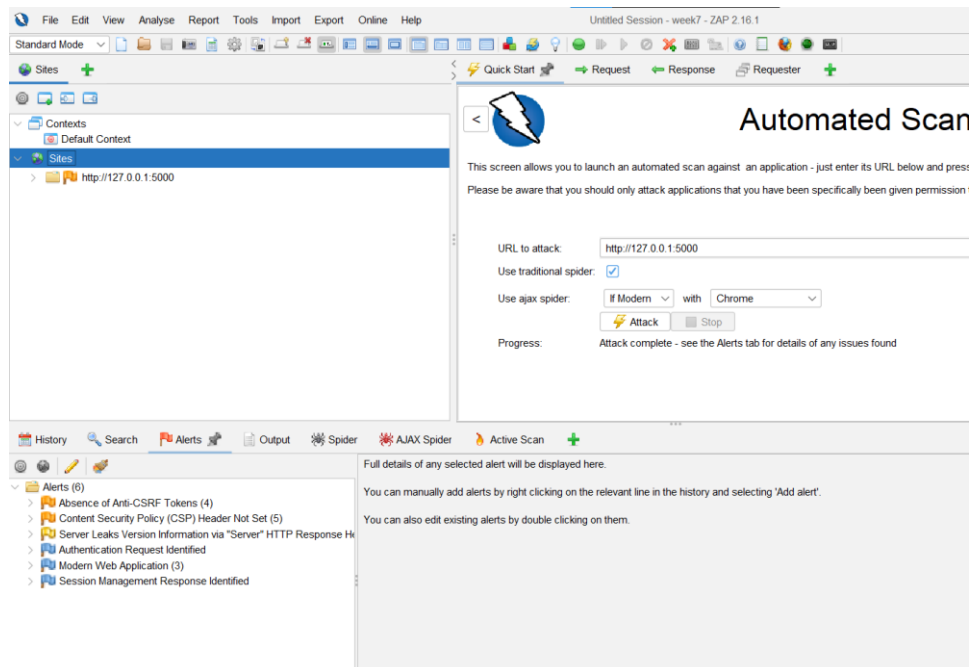 File Edit View Analyse Report Tools Import Export Online Help
Untitled Session - week7 - ZAP 2.16.1
Standard Mode
Sites
Quick Start
Request
Response
Requester
Contexts
Default Context
Sites
http://127.0.0.1:5000
<
Automated Scan
This screen allows you to launch an automated scan against an application - just enter its URL below and press
Please be aware that you should only attack applications that you have been specifically been given permission
URL to attack: http://127.0.0.1:5000
Use traditional spider:
Use ajax spider: If Modern with Chrome
Attack Stop
Progress: Attack complete - see the Alerts tab for details of any issues found
History Search Alerts Output Spider AJAX Spider Active Scan
Alerts (6)
Absence of Anti-CSRF Tokens (4)
Content Security Policy (CSP) Header Not Set (5)
Server Leaks Version Information via "Server" HTTP Response He
Authentication Request Identified
Modern Web Application (3)
Session Management Response Identified
Full details of any selected alert will be displayed here.
You can manually add alerts by right clicking on the relevant line in the history and selecting 'Add alert'.
You can also edit existing alerts by double clicking on them.